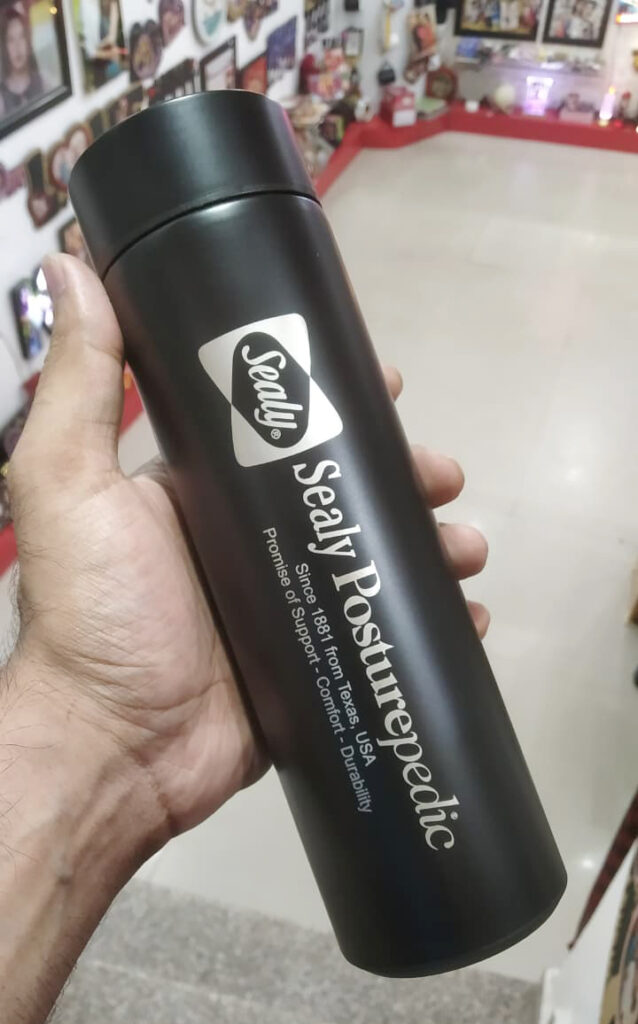 Sealy®
Sealy Posturepedic
Since 1881 from Texas, USA
Promise of Support - Comfort - Durability